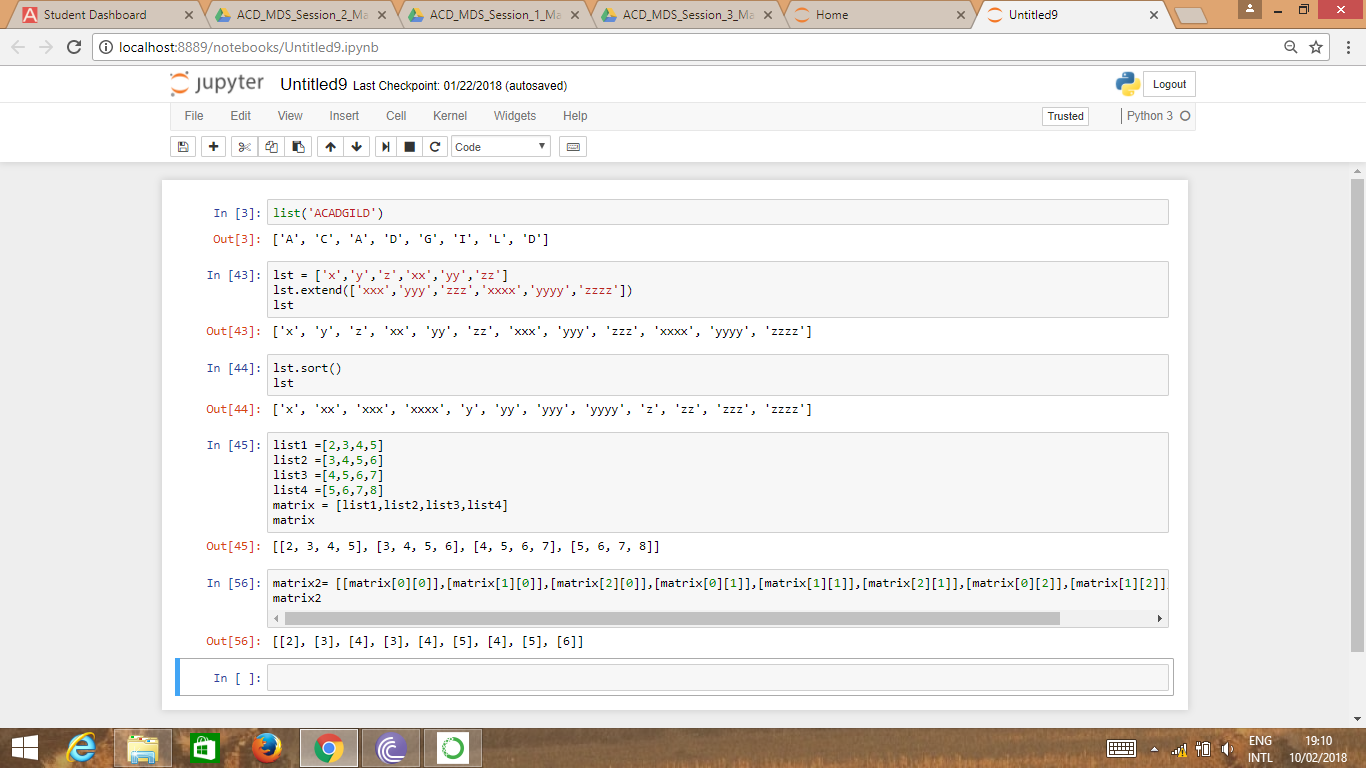 Student Dashboard
ACD_MDS_Session_2_Ma
ACD_MDS_Session_1_Ma
ACD_MDS_Session_3_Ma
Home
Untitled9
localhost:8889/notebooks/Untitled9.ipynb
jupyter Untitled9 Last Checkpoint: 01/22/2018 (autosaved)
Logout
File Edit View Insert Cell Kernel Widgets Help
Trusted
Python 3
Code
In [3]: list('ACADGILD')
Out[3]: ['A', 'C', 'A', 'D', 'G', 'I', 'L', 'D']
In [43]: lst = ['x','y','z','xx','yy','zz']
lst.extend(['xxx','yyy','zzz','xxxx','yyyy','zzzz'])
lst
Out[43]: ['x', 'y', 'z', 'xx', 'yy', 'zz', 'xxx', 'yyy', 'zzz', 'xxxx', 'yyyy', 'zzzz']
In [44]: lst.sort()
lst
Out[44]: ['x', 'xx', 'xxx', 'xxxx', 'y', 'yy', 'yyy', 'yyyy', 'z', 'zz', 'zzz', 'zzzz']
In [45]: list1 =[2,3,4,5]
list2 =[3,4,5,6]
list3 =[4,5,6,7]
list4 =[5,6,7,8]
matrix = [list1,list2,list3,list4]
matrix
Out[45]: [[2, 3, 4, 5], [3, 4, 5, 6], [4, 5, 6, 7], [5, 6, 7, 8]]
In [56]: matrix2= [[matrix[0][0]],[matrix[1][0]],[matrix[2][0]],[matrix[0][1]],[matrix[1][1]],[matrix[2][1]],[matrix[0][2]],[matrix[1][2]],
matrix2
Out[56]: [[2], [3], [4], [3], [4], [5], [4], [5], [6]]
In [ ]:
ENG 19:10
INTL 10/02/2018